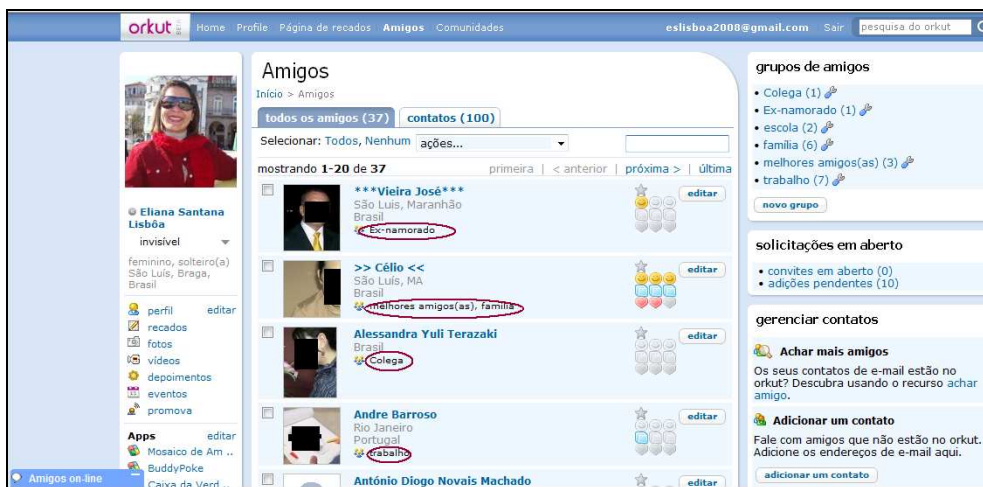 orkut Home Profile Página de recados Amigos Comunidades eslisboa2008@gmail.com Sair pesquisa do orkut
Eliana Santana
Lisbôa
invisível
feminino, solteiro(a)
São Luís, Braga,
Brasil
perfil editar
recados
fotos
vídeos
depoimentos
eventos
promova
Apps editar
Mosaico de Am ..
BuddyPoke
Caixa da Verd ..
Amigos on-line
Amigos
Início > Amigos
todos os amigos (37) contatos (100)
Selecionar: Todos, Nenhum ações...
mostrando 1-20 de 37 primeira | < anterior | próxima > | última
***Vieira José*** editar
São Luis, Maranhão
Brasil
Ex-namorado
>> Célio << editar
São Luís, MA
Brasil
melhores amigos(as), família
Alessandra Yuli Terazaki editar
Brasil
Colega
Andre Barroso editar
Rio Janeiro
Portugal
trabalho
António Diogo Novais Machado editar
grupos de amigos
• Colega (1)
• Ex-namorado (1)
• escola (2)
• família (6)
• melhores amigos(as) (3)
• trabalho (7)
novo grupo
solicitações em aberto
• convites em aberto (0)
• adições pendentes (10)
gerenciar contatos
Achar mais amigos
Os seus contatos de e-mail estão no
orkut? Descubra usando o recurso achar
amigo.
Adicionar um contato
Fale com amigos que não estão no orkut.
Adicione os endereços de e-mail aqui.
adicionar um contato